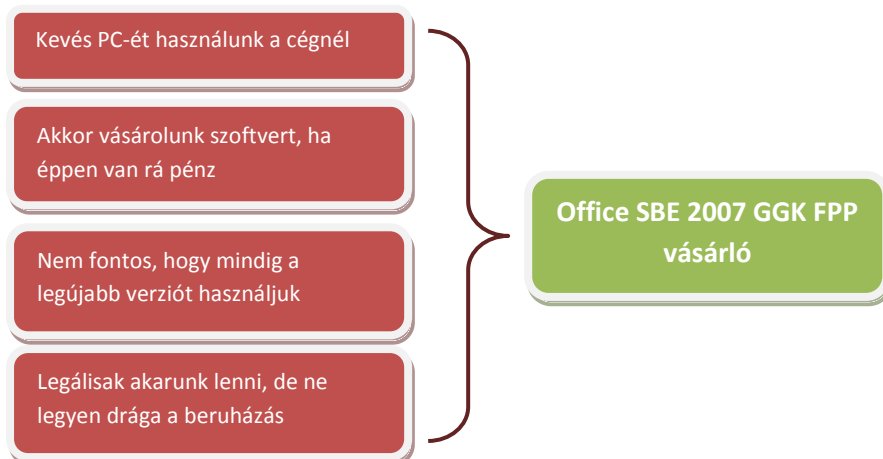 Kevés PC-ét használunk a cégnél
Akkor vásárolunk szoftvert, ha
éppen van rá pénz
Nem fontos, hogy mindig a
legújabb verziót használjuk
Legálisak akarunk lenni, de ne
legyen drága a beruházás
Office SBE 2007 GGK FPP
vásárló